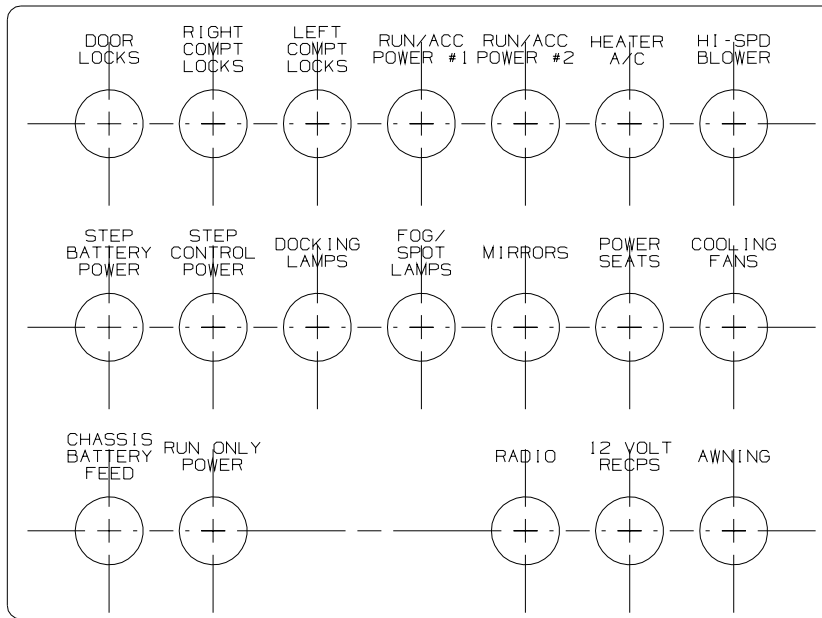 DOOR
LOCKS
RIGHT
COMPT
LOCKS
LEFT
COMPT
LOCKS
RUN/ACC
POWER #1
RUN/ACC
POWER #2
HEATER
A/C
HI-SPD
BLOWER
STEP
BATTERY
POWER
STEP
CONTROL
POWER
DOCKING
LAMPS
FOG/
SPOT
LAMPS
MIRRORS
POWER
SEATS
COOLING
FANS
CHASSIS
BATTERY
FEED
RUN ONLY
POWER
RADIO
12 VOLT
RECPS
AWNING